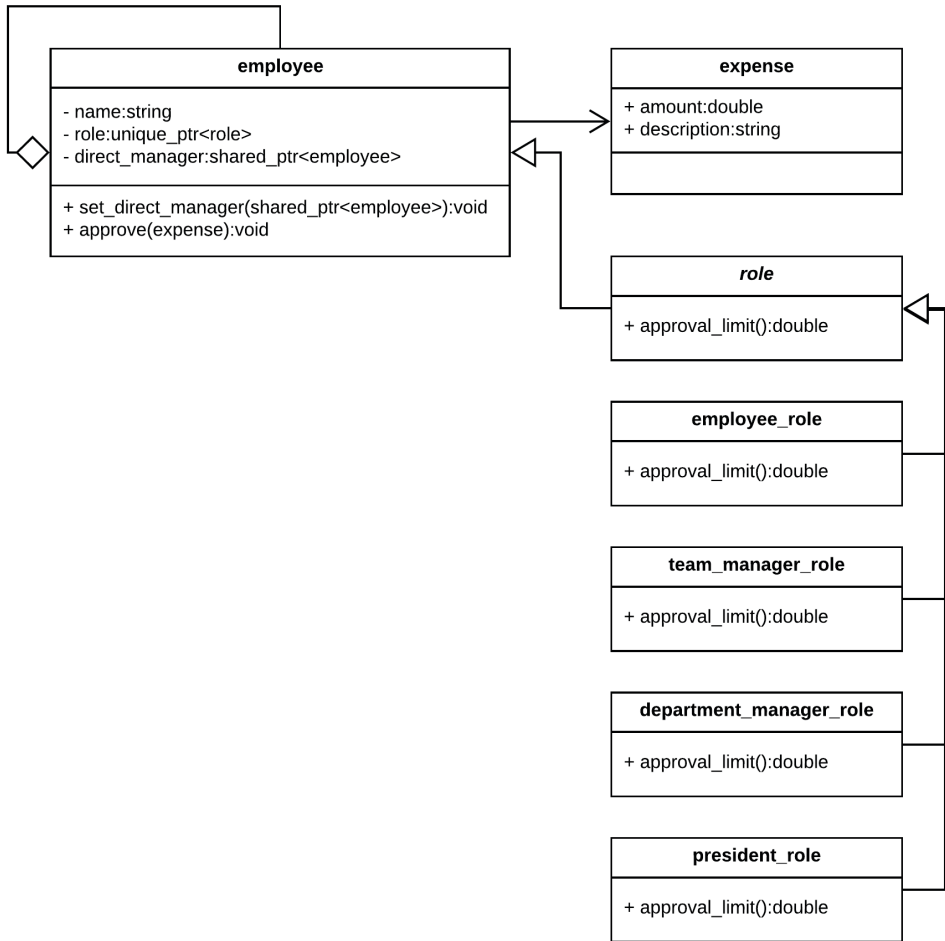 employee
- name:string
- role:unique_ptr<role>
- direct_manager:shared_ptr<employee>
+ set_direct_manager(shared_ptr<employee>):void
+ approve(expense):void
expense
+ amount:double
+ description:string
role
+ approval_limit():double
employee_role
+ approval_limit():double
team_manager_role
+ approval_limit():double
department_manager_role
+ approval_limit():double
president_role
+ approval_limit():double